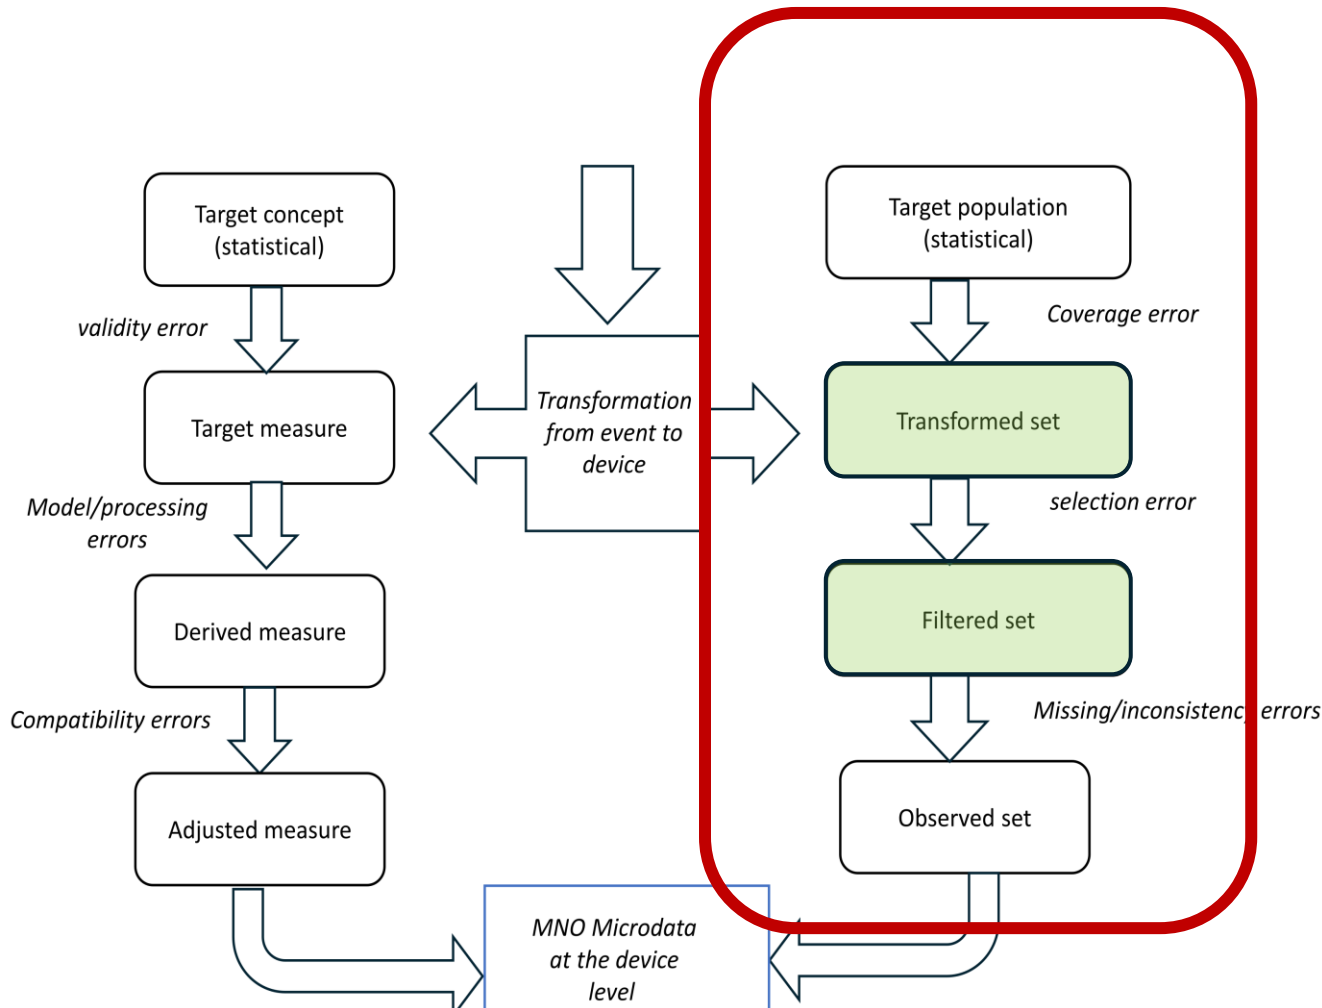 Target concept
(statistical)
validity error
Target measure
Model/processing
errors
Derived measure
Compatibility errors
Adjusted measure
Transformation
from event to
device
MNO Microdata
at the device
level
Target population
(statistical)
Coverage error
Transformed set
selection error
Filtered set
Missing/inconsistency errors
Observed set